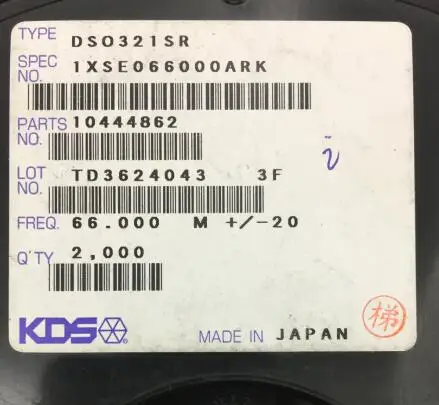 TYPE DSO321SR
SPEC NO. 1XSE066000ARK
PARTS NO. 10444862
LOT NO. TD3624043 3F
FREQ. 66.000 M +/-20
Q'TY 2,000
KDS
MADE IN JAPAN
梯